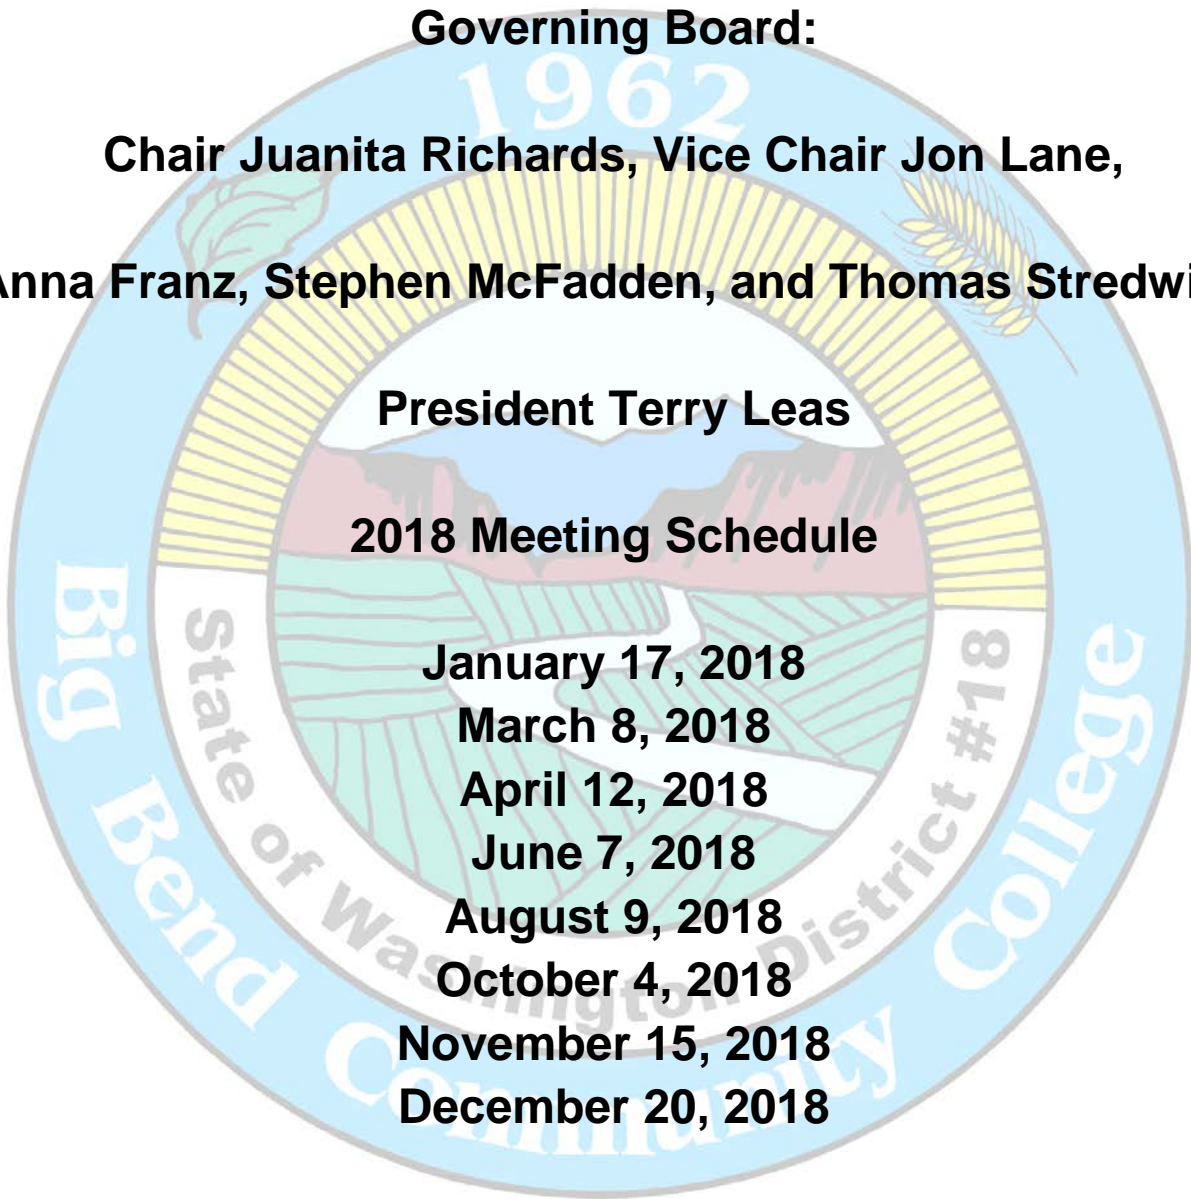 Governing Board:
1962
Chair Juanita Richards, Vice Chair Jon Lane,
Anna Franz, Stephen McFadden, and Thomas
President Terry Leas
2018 Meeting Schedule
January 17, 2018
March 8, 2018
April 12, 2018
June 7, 2018
August 9, 2018
October 4, 2018
November 15, 2018
December 20, 2018
Big Bend Community College
State of Washington District #18